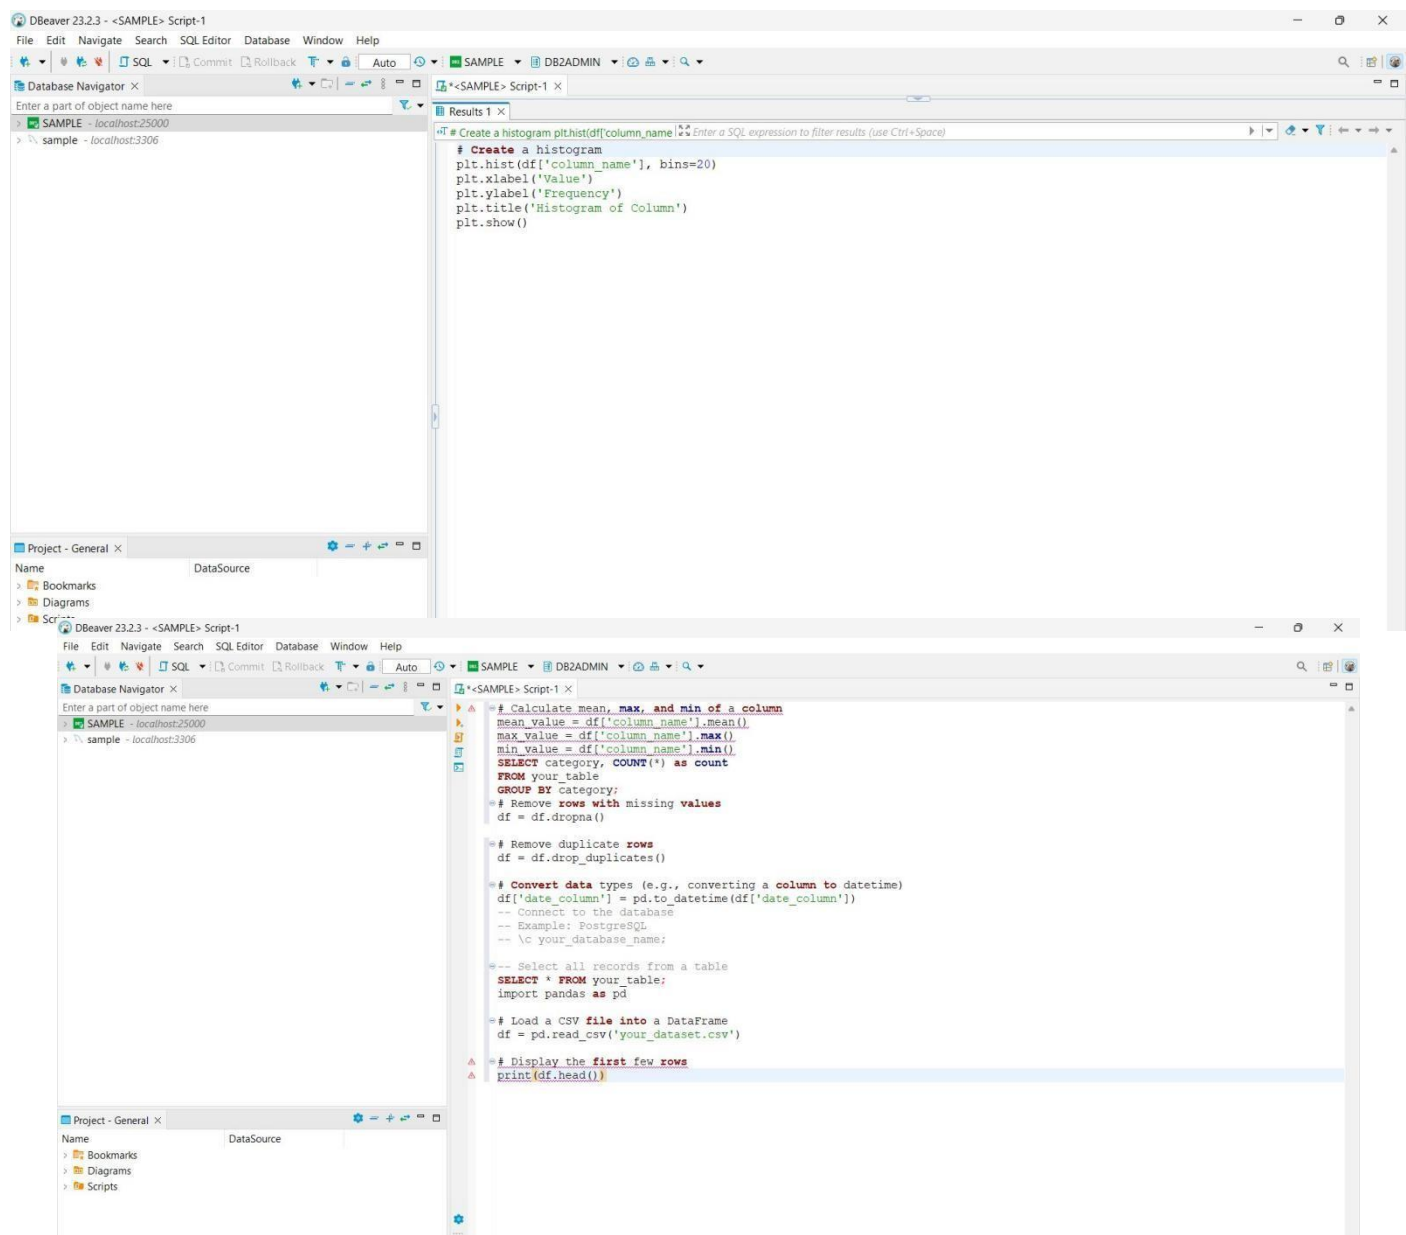 DBeaver 23.2.3 - <SAMPLE> Script-1
File Edit Navigate Search SQL Editor Database Window Help
SQL Commit Rollback Auto SAMPLE DB2ADMIN
Database Navigator
*<SAMPLE> Script-1
Enter a part of object name here
Results 1
SAMPLE - localhost:25000
sample - localhost:3306
# Create a histogram plt.hist(df['column_name Enter a SQL expression to filter results (use Ctrl+Space)
# Create a histogram
plt.hist(df['column_name'], bins=20)
plt.xlabel('Value')
plt.ylabel('Frequency')
plt.title('Histogram of Column')
plt.show()
Project - General
Name DataSource
Bookmarks
Diagrams
DBeaver 23.2.3 - <SAMPLE> Script-1
File Edit Navigate Search SQL Editor Database Window Help
SQL Commit Rollback Auto SAMPLE DB2ADMIN
Database Navigator
*<SAMPLE> Script-1
Enter a part of object name here
SAMPLE - localhost:25000
sample - localhost:3306
# Calculate mean, max, and min of a column
mean_value = df['column_name'].mean()
max_value = df['column_name'].max()
min_value = df['column_name'].min()
SELECT category, COUNT(*) as count
FROM your_table
GROUP BY category;
# Remove rows with missing values
df = df.dropna()
# Remove duplicate rows
df = df.drop_duplicates()
# Convert data types (e.g., converting a column to datetime)
df['date_column'] = pd.to_datetime(df['date_column'])
-- Connect to the database
-- Example: PostgreSQL
-- \c your_database_name;
-- Select all records from a table
SELECT * FROM your_table;
import pandas as pd
# Load a CSV file into a DataFrame
df = pd.read_csv('your_dataset.csv')
# Display the first few rows
print(df.head())
Project - General
Name DataSource
Bookmarks
Diagrams
Scripts